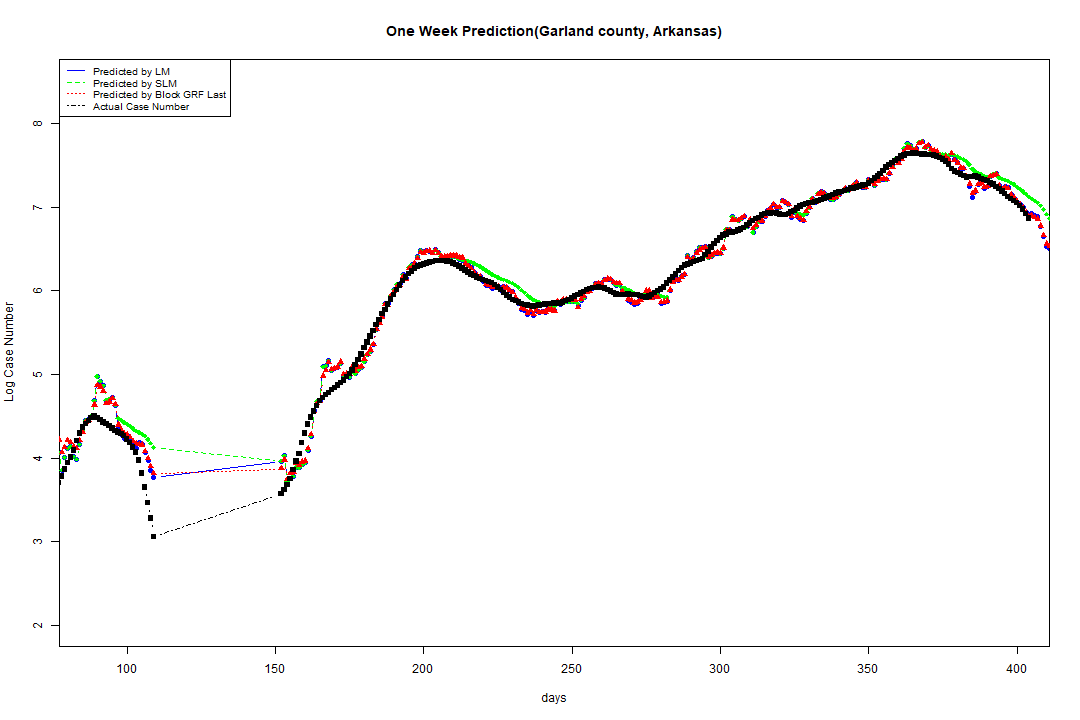 One Week Prediction(Garland county, Arkansas)
Predicted by LM
Predicted by SLM
Predicted by Block GRF Last
Actual Case Number
8
7
6
5
4
3
2
Log Case Number
100 150 200 250 300 350 400
days